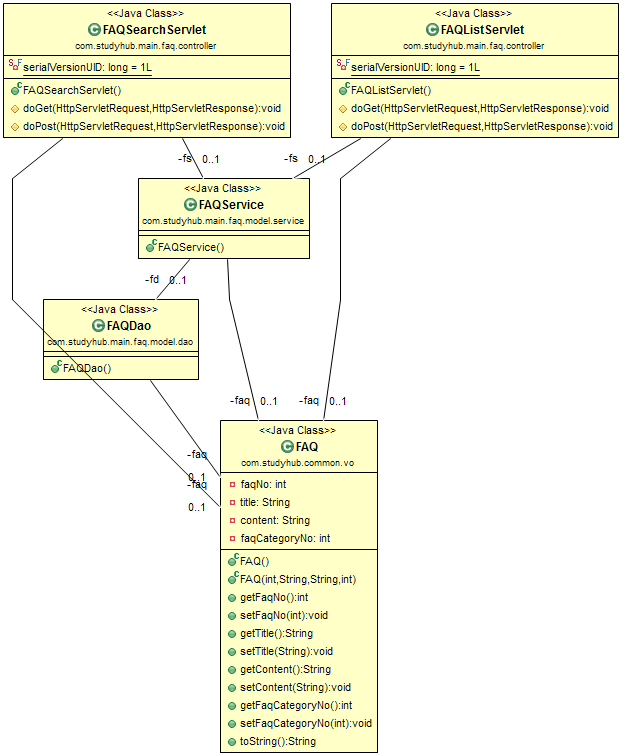 <<Java Class>>
FAQSearchServlet
com.studyhub.main.faq.controller
serialVersionUID: long = 1L
FAQSearchServlet()
doGet(HttpServletRequest,HttpServletResponse):void
doPost(HttpServletRequest,HttpServletResponse):void
<<Java Class>>
FAQListServlet
com.studyhub.main.faq.controller
serialVersionUID: long = 1L
FAQListServlet()
doGet(HttpServletRequest,HttpServletResponse):void
doPost(HttpServletRequest,HttpServletResponse):void
-fs 0..1
-fs 0..1
<<Java Class>>
FAQService
com.studyhub.main.faq.model.service
FAQService()
-fd 0..1
<<Java Class>>
FAQDao
com.studyhub.main.faq.model.dao
FAQDao()
-faq 0..1
-faq 0..1
-faq
0..1
-faq
0..1
<<Java Class>>
FAQ
com.studyhub.common.vo
faqNo: int
title: String
content: String
faqCategoryNo: int
FAQ()
FAQ(int,String,String,int)
getFaqNo():int
setFaqNo(int):void
getTitle():String
setTitle(String):void
getContent():String
setContent(String):void
getFaqCategoryNo():int
setFaqCategoryNo(int):void
toString():String